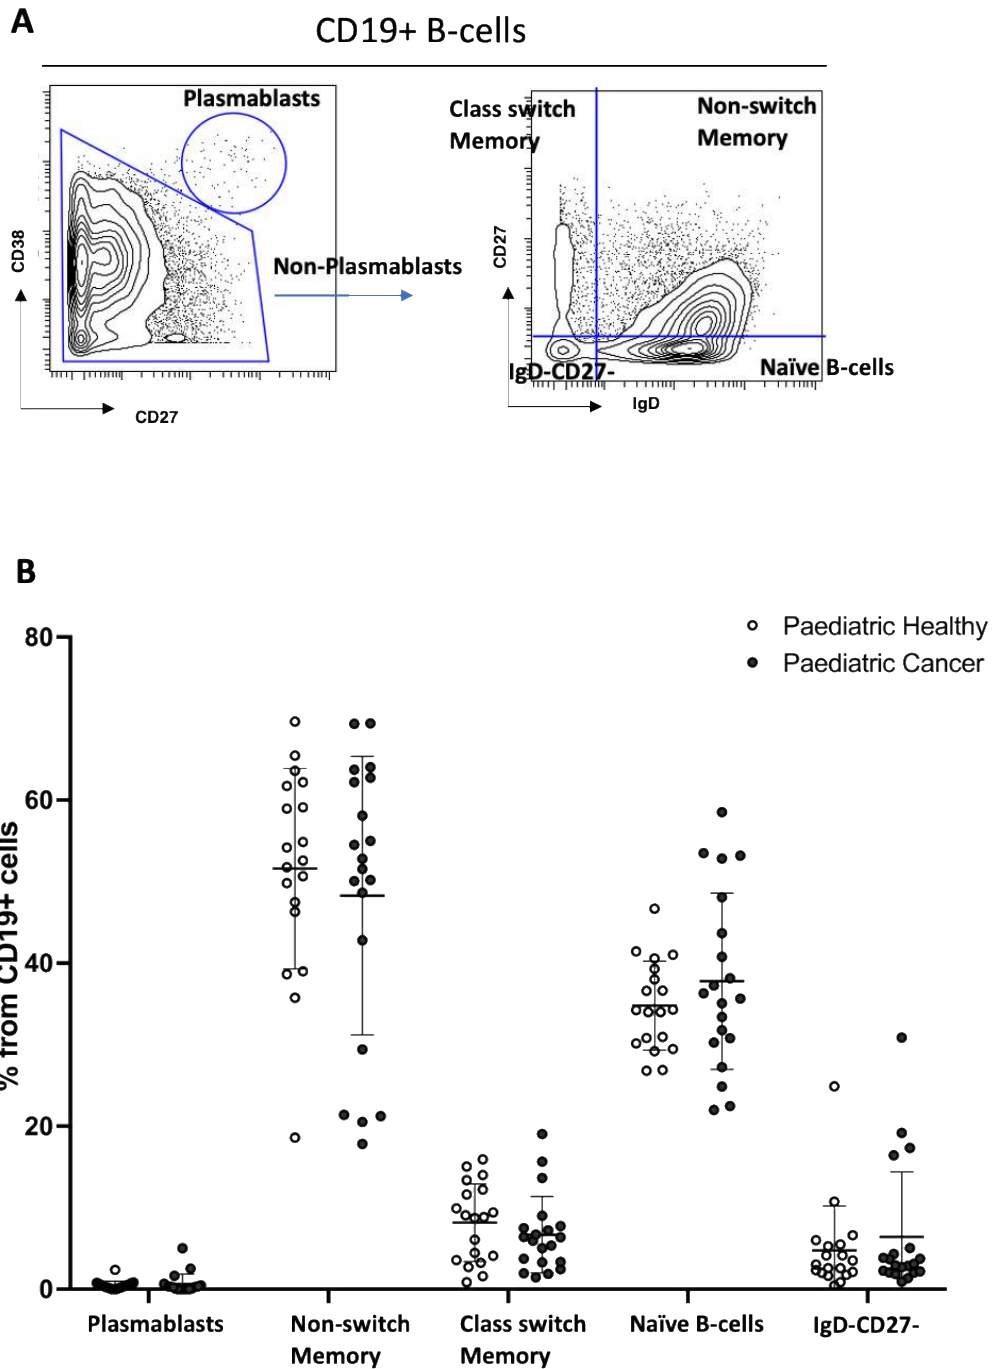 A
CD19+ B-cells
Plasmablasts
CD38
Non-Plasmablasts
CD27
Class switch
Memory
Non-switch
Memory
CD27
IgD-CD27-
Naïve B-cells
IgD
B
Paediatric Healthy
Paediatric Cancer
% from CD19+ cells
80
60
40
20
0
Plasmablasts
Non-switch
Memory
Class switch
Memory
Naïve B-cells
IgD-CD27-